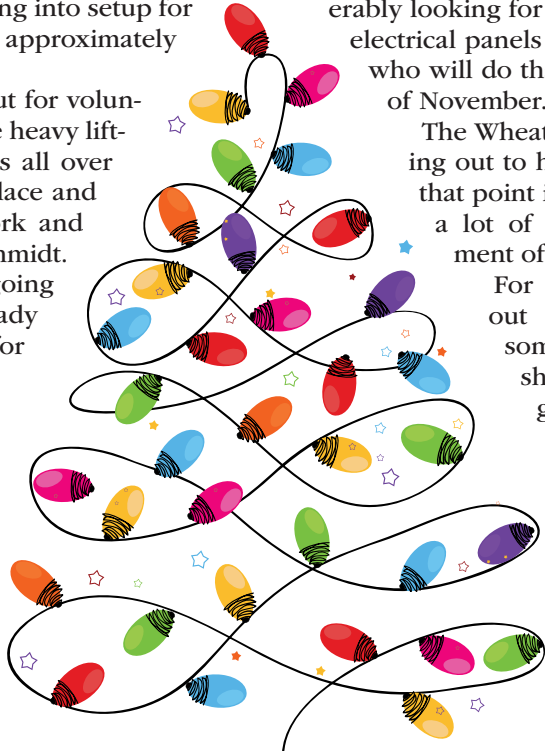 ng into setup for
approximately
ut for volun-
e heavy lift-
s all over
lace and
rk and
hmidt.
going
ady
for
erably looking for
electrical panels
who will do th
of November.
The Wheat
ing out to h
that point i
a lot of
ment of
For
out
som
sh
g